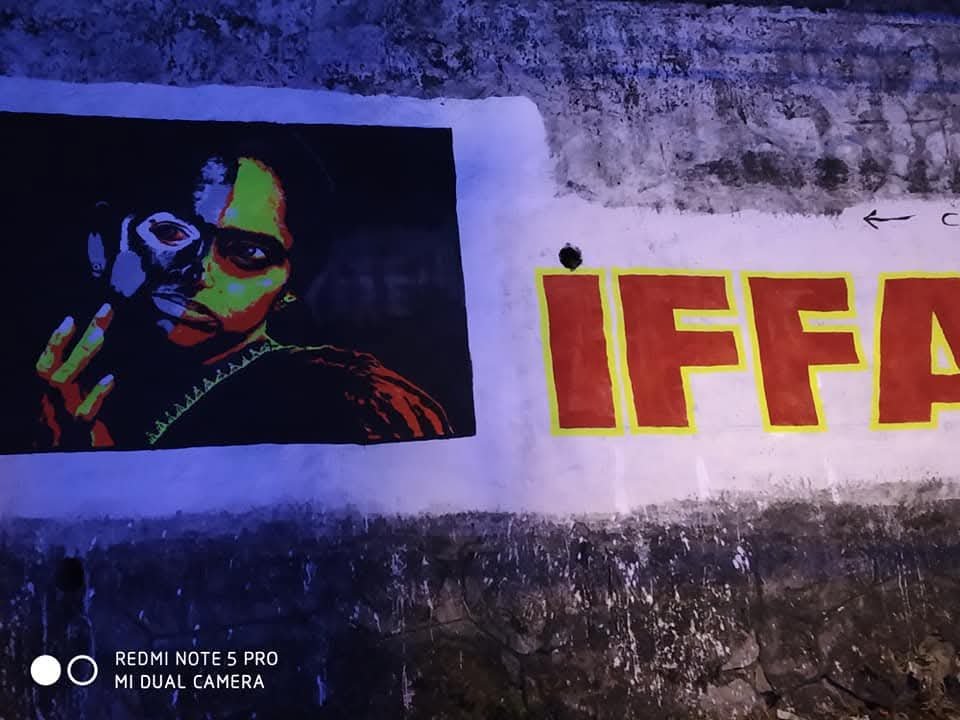 ← C
IFFA
REDMI NOTE 5 PRO
MI DUAL CAMERA